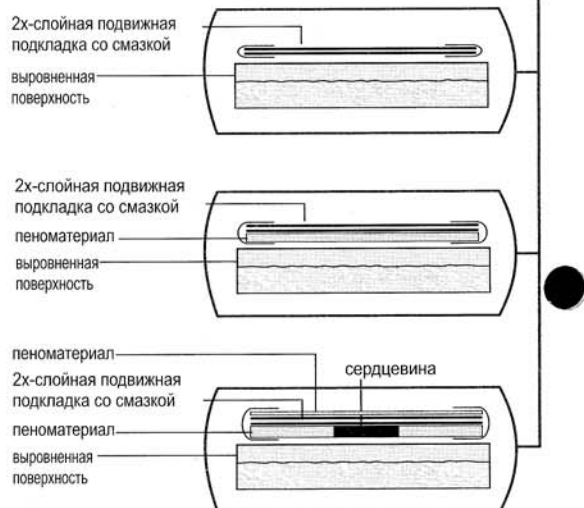 2х-слойная подвижная
подкладка со смазкой
выровненная
поверхность
2х-слойная подвижная
подкладка со смазкой
пеноматериал
выровненная
поверхность
пеноматериал
сердцевина
2х-слойная подвижная
подкладка со смазкой
пеноматериал
выровненная
поверхность